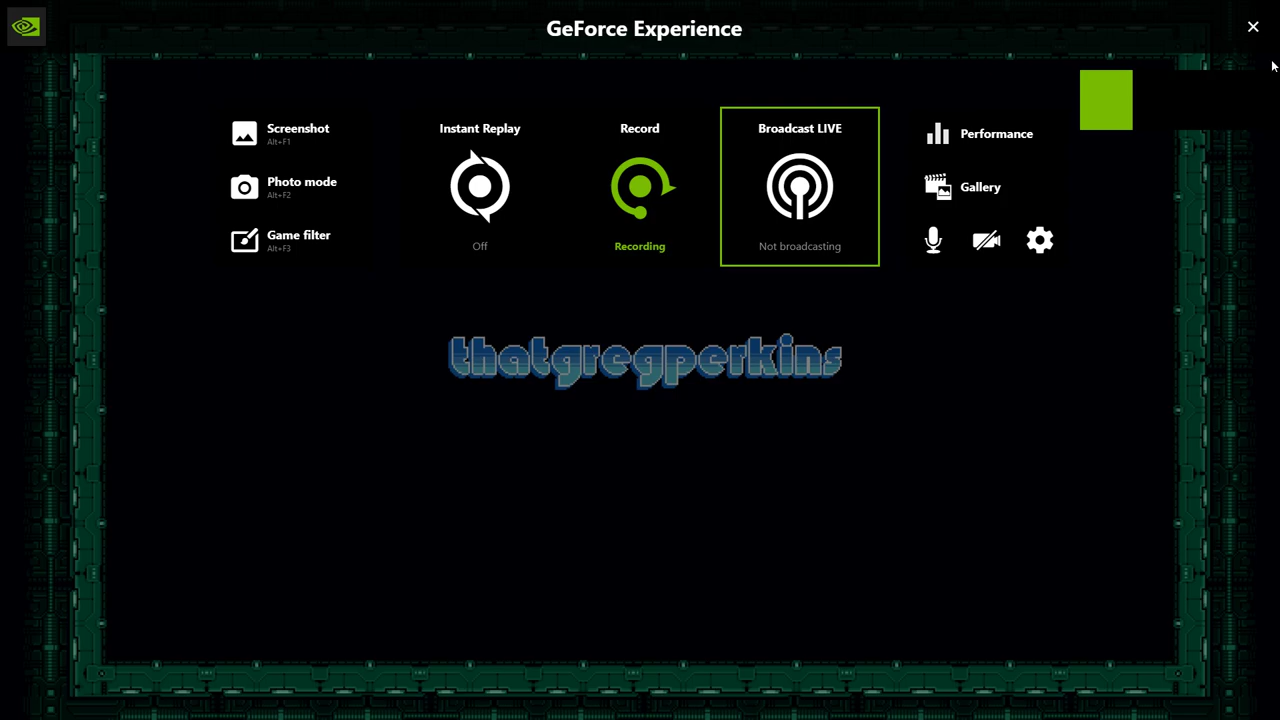 GeForce Experience
Screenshot
Alt+F1
Photo mode
Alt+F2
Game filter
Alt+F3
Instant Replay
Off
Record
Recording
Broadcast LIVE
Not broadcasting
Performance
Gallery
thatgregperkins